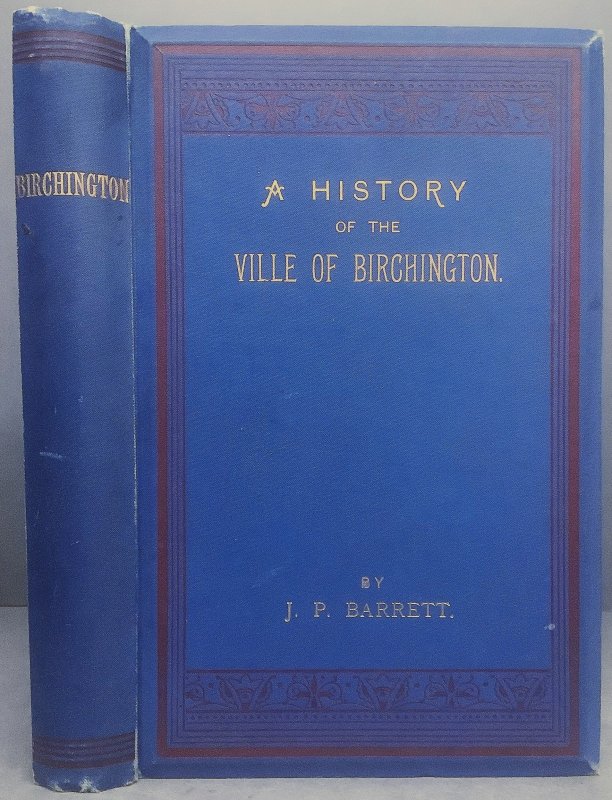 BIRCHINGTON
A HISTORY
OF THE
VILLE OF BIRCHINGTON.
BY
J. P. BARRETT.